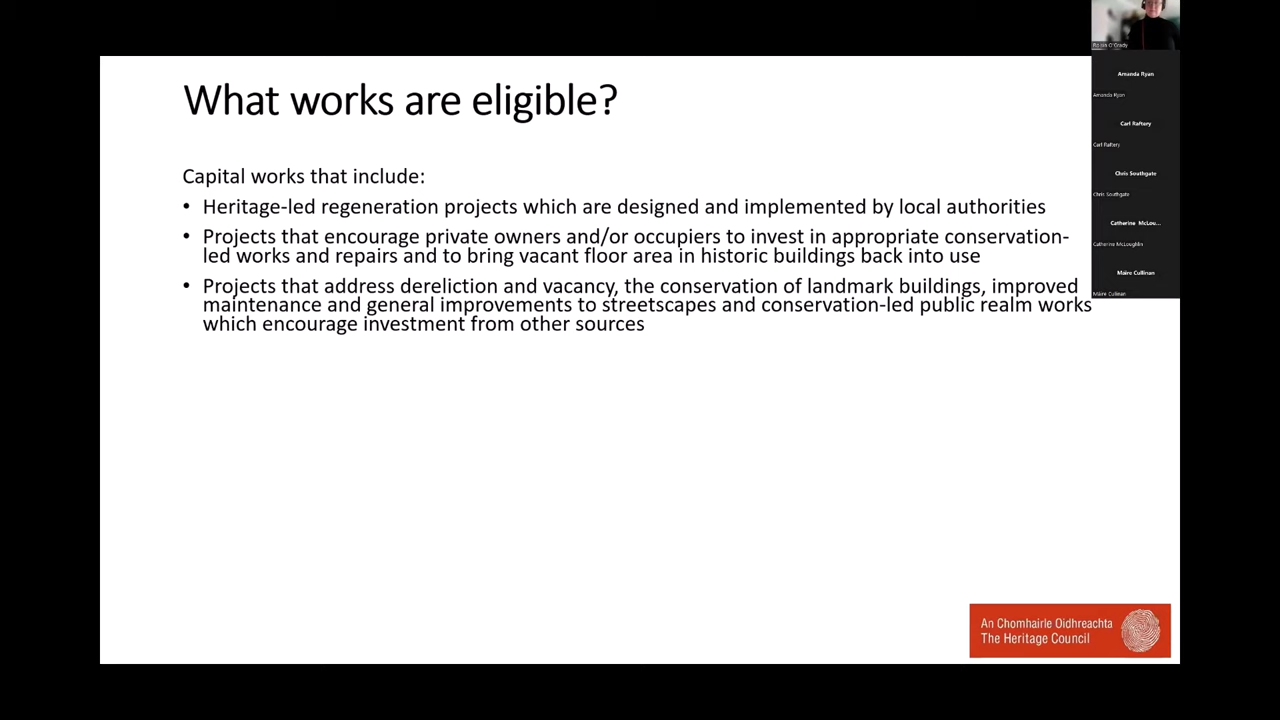 What works are eligible?
Capital works that include:
• Heritage-led regeneration projects which are designed and implemented by local authorities
• Projects that encourage private owners and/or occupiers to invest in appropriate conservation-
led works and repairs and to bring vacant floor area in historic buildings back into use
• Projects that address dereliction and vacancy, the conservation of landmark buildings, improved
maintenance and general improvements to streetscapes and conservation-led public realm works
which encourage investment from other sources
An Chomhairle Oidhreachta
The Heritage Council
O'Grady
Amanda Ryan
Amanda Ryan
Carl Raftery
Carl Raftery
Chris Southgate
Chris Southgate
Catherine McLou...
Catherine McLoughlin
Maire Cullinan
Máire Cullinan